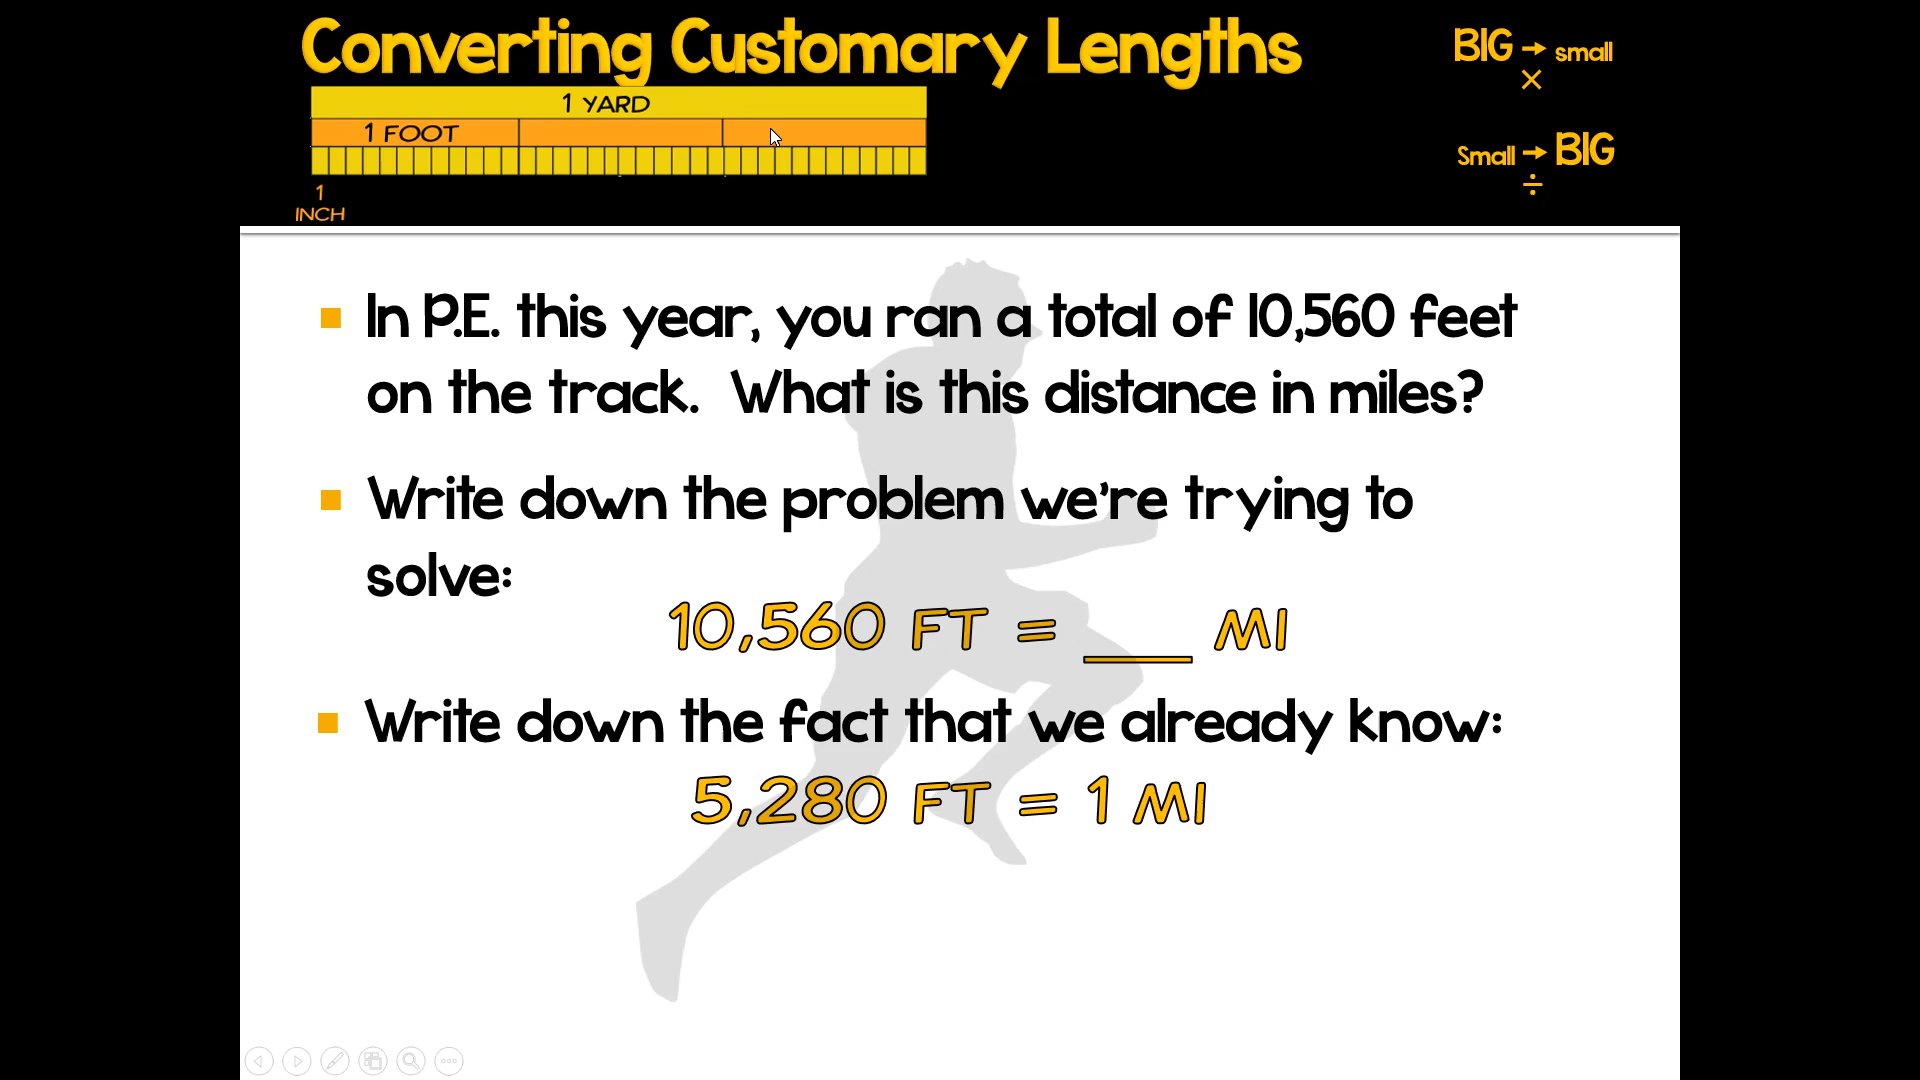 Converting Customary Lengths
BIG → small
×
1 YARD
1 FOOT
Small → BIG
÷
1
INCH
In P.E. this year, you ran a total of 10,560 feet
on the track. What is this distance in miles?
Write down the problem we're trying to
solve:
10,560 FT = ___ MI
Write down the fact that we already know:
5,280 FT = 1 MI